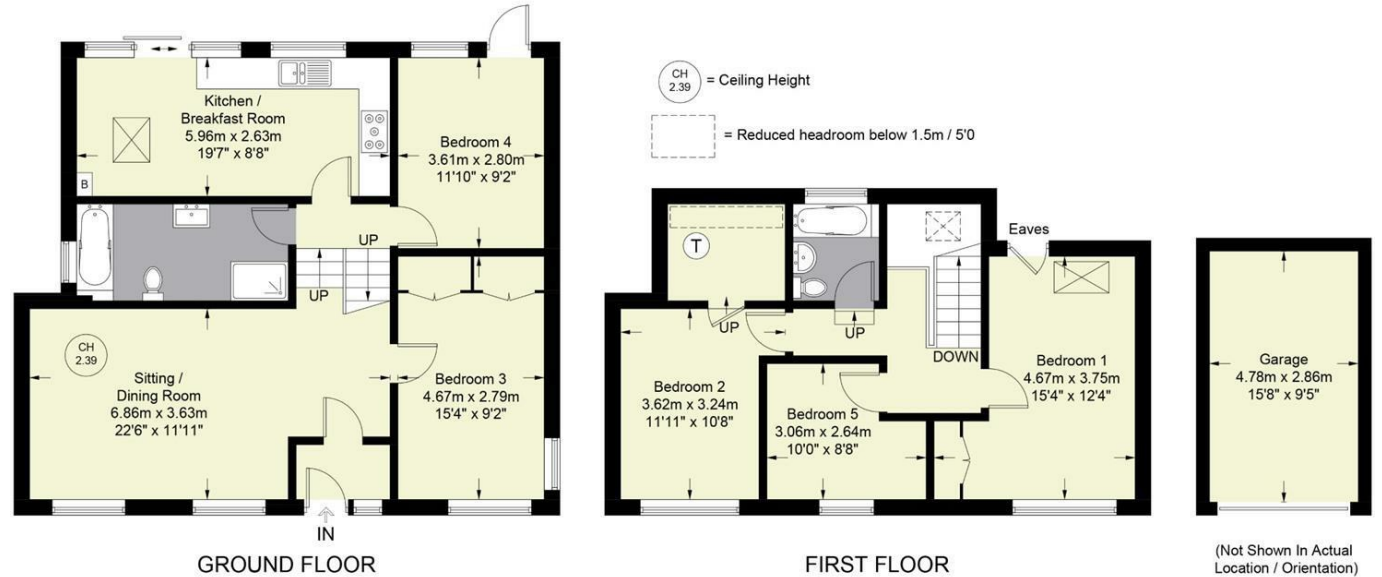 Kitchen /
Breakfast Room
5.96m x 2.63m
19'7" x 8'8"
B
Bedroom 4
3.61m x 2.80m
11'10" x 9'2"
UP
UP
CH
2.39
Sitting /
Dining Room
6.86m x 3.63m
22'6" x 11'11"
Bedroom 3
4.67m x 2.79m
15'4" x 9'2"
IN
GROUND FLOOR
CH
2.39
= Ceiling Height
= Reduced headroom below 1.5m / 5'0
T
Eaves
UP
UP
DOWN
Bedroom 2
3.62m x 3.24m
11'11" x 10'8"
Bedroom 5
3.06m x 2.64m
10'0" x 8'8"
Bedroom 1
4.67m x 3.75m
15'4" x 12'4"
FIRST FLOOR
Garage
4.78m x 2.86m
15'8" x 9'5"
(Not Shown In Actual
Location / Orientation)